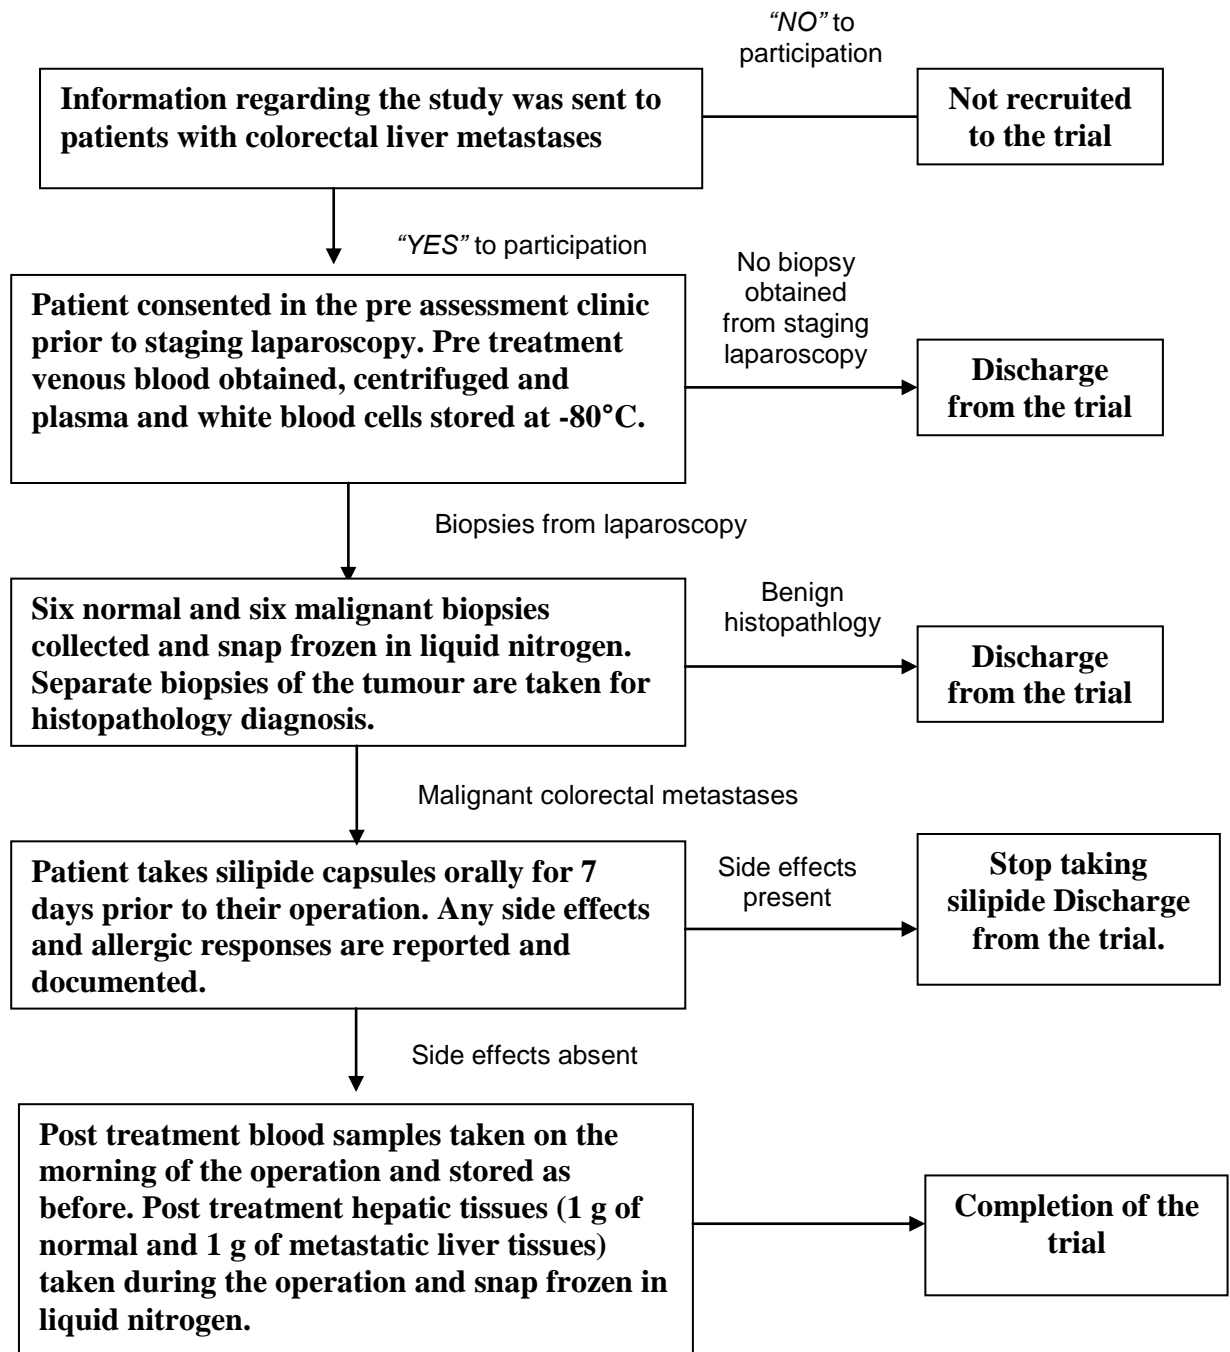 “NO” to
participation
Information regarding the study was sent to
patients with colorectal liver metastases
Not recruited
to the trial
“YES” to participation
No biopsy
obtained
from staging
laparoscopy
Patient consented in the pre assessment clinic
prior to staging laparoscopy. Pre treatment
venous blood obtained, centrifuged and
plasma and white blood cells stored at -80°C.
Discharge
from the trial
Biopsies from laparoscopy
Six normal and six malignant biopsies
collected and snap frozen in liquid nitrogen.
Separate biopsies of the tumour are taken for
histopathology diagnosis.
Benign
histopathlogy
Discharge
from the trial
Malignant colorectal metastases
Patient takes silipide capsules orally for 7
days prior to their operation. Any side effects
and allergic responses are reported and
documented.
Side effects
present
Stop taking
silipide Discharge
from the trial.
Side effects absent
Post treatment blood samples taken on the
morning of the operation and stored as
before. Post treatment hepatic tissues (1 g of
normal and 1 g of metastatic liver tissues)
taken during the operation and snap frozen in
liquid nitrogen.
Completion of the
trial